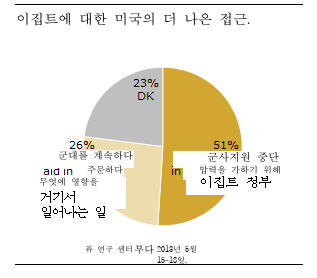 이집트에 대한 미국의 더 나은 접근.
23%
DK
26%
군대를 계속하다
aid in 주문하다
무엇에 영향을
거기서
일어나는 일
51%
군사지원 중단
in 압력을 가하기 위해
이집트 정부
퓨 연구 센터부다 2013년 8월
15-18일.